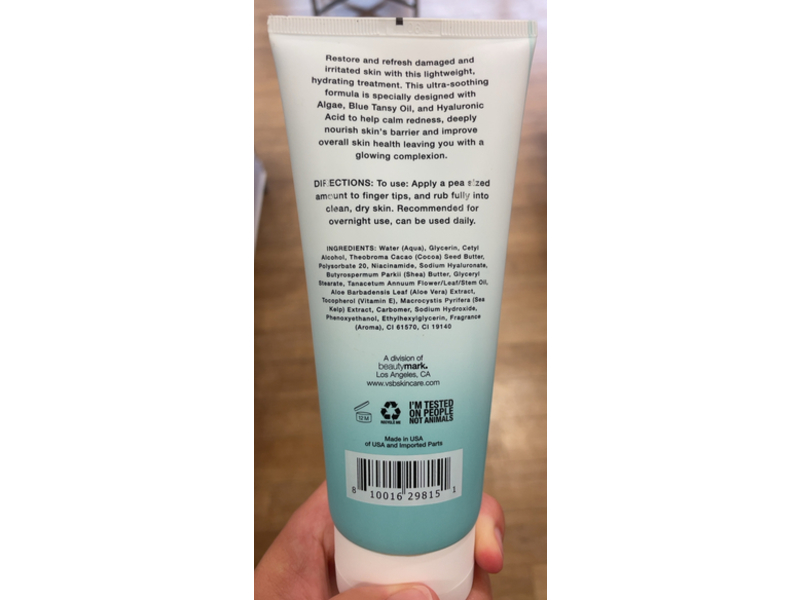 Restore and refresh damaged and
irritated skin with this lightweight,
hydrating treatment. This ultra-soothing
formula is specially designed with
Algae, Blue Tansy Oil, and Hyaluronic
Acid to help calm redness, deeply
nourish skin's barrier and improve
overall skin health leaving you with a
glowing complexion.
DIRECTIONS: To use: Apply a pea sized
amount to finger tips, and rub fully into
clean, dry skin. Recommended for
overnight use, can be used daily.
INGREDIENTS: Water (Aqua), Glycerin, Cetyl
Alcohol, Theobroma Cacao (Cocoa) Seed Butter,
Polysorbate 20, Niacinamide, Sodium Hyaluronate,
Butyrospermum Parkii (Shea) Butter, Glyceryl
Stearate, Tanacetum Annuum Flower/Leaf/Stem Oil,
Aloe Barbadensis Leaf (Aloe Vera) Extract,
Tocopherol (Vitamin E), Macrocystis Pyrifera (Sea
Kelp) Extract, Carbomer, Sodium Hydroxide,
Phenoxyethanol, Ethylhexylglycerin, Fragrance
(Aroma), CI 61570, CI 19140
A division of
beautymark.
Los Angeles, CA
www.vsbskincare.com
12 M
RECYCLE ME
I'M TESTED
ON PEOPLE
NOT ANIMALS
Made in USA
of USA and Imported Parts
8 10016 29815 1